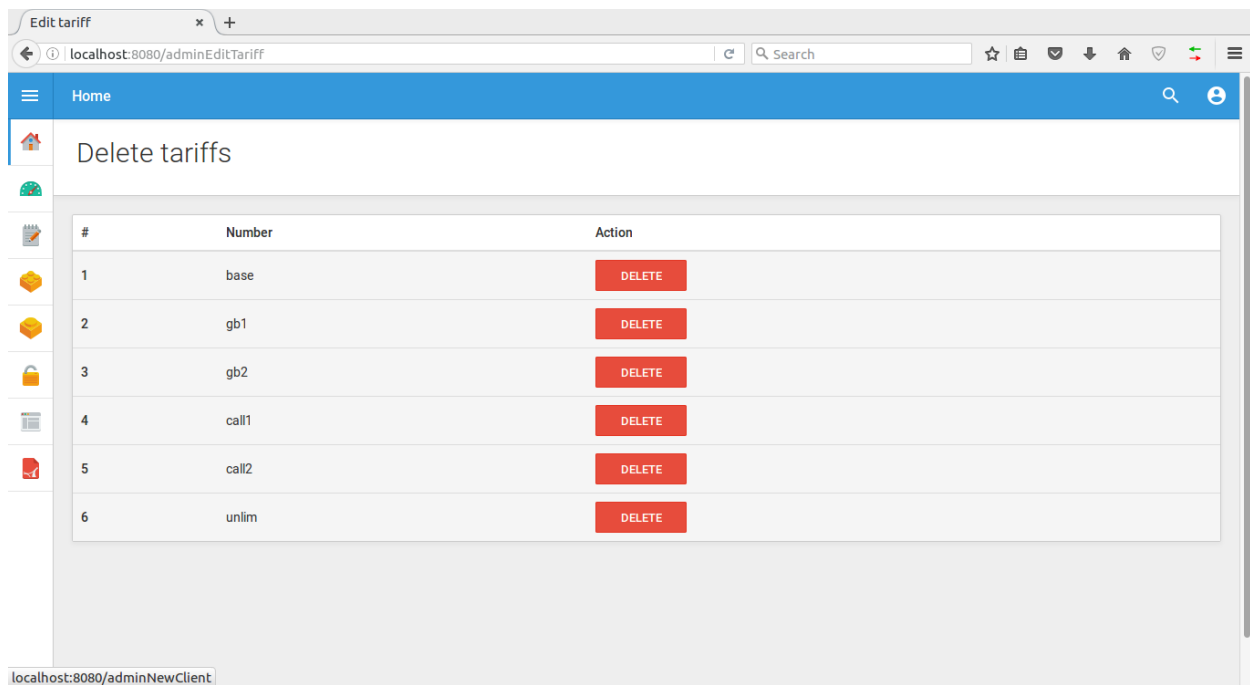 Edit tariff
localhost:8080/adminEditTariff
Search
Home
Delete tariffs
# Number Action
1 base DELETE
2 gb1 DELETE
3 gb2 DELETE
4 call1 DELETE
5 call2 DELETE
6 unlim DELETE
localhost:8080/adminNewClient